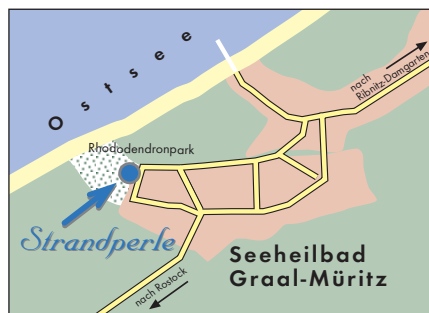 Ostsee
nach
Ribnitz-Damgarten
Rhododendronpark
Strandperle
Seeheilbad
Graal-Müritz
nach Rostock